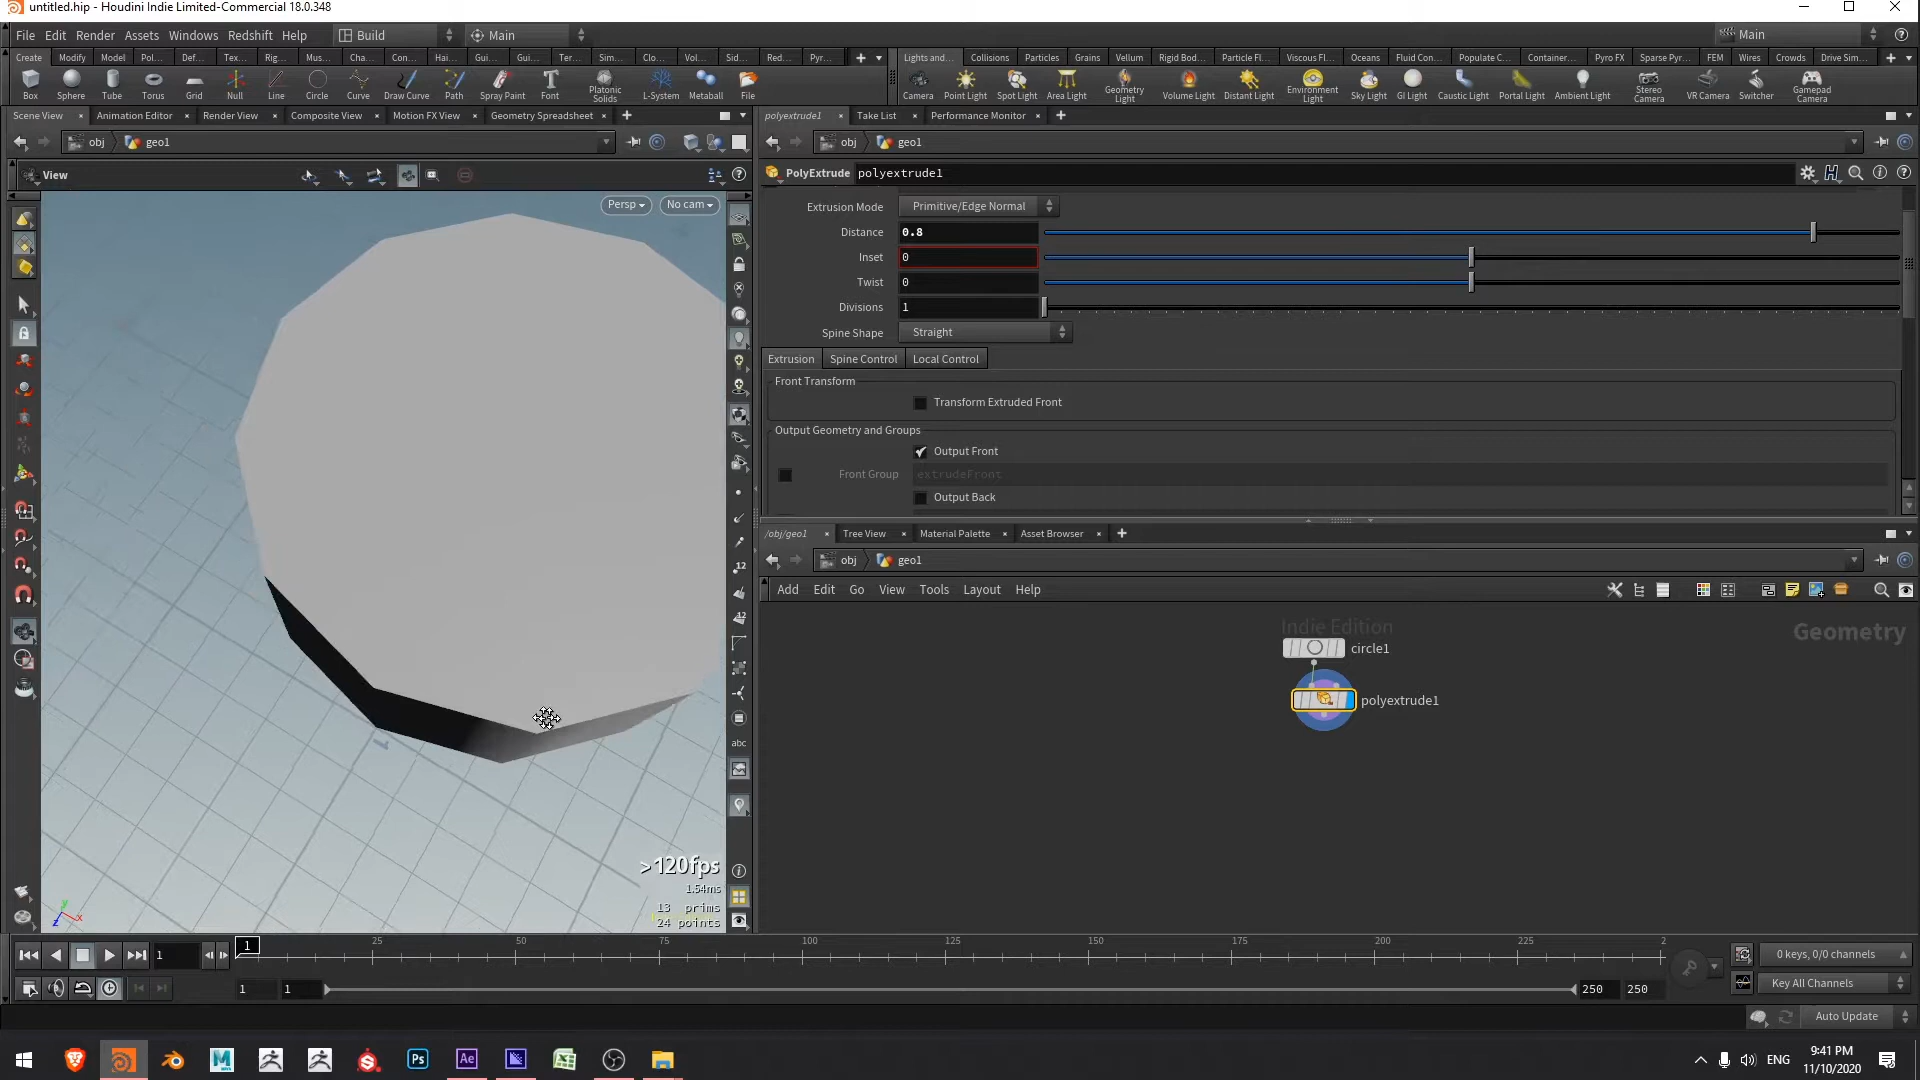 untitled.hip - Houdini Indie Limited-Commercial 18.0.348
File Edit Render Assets Windows Redshift Help Build Main Main
Create Modify Model Pol... Def... Tex... Rig... Mus... Cha... Con... Hai... Gui... Gui... Ter... Sim... Clo... Vol... Sid... Red... Pyr... Lights and... Collisions Particles Grains Vellum Rigid Bod... Particle Fl... Viscous Fl... Oceans Fluid Con... Populate C... Container... Pyro FX Sparse Pyr... FEM Wires Crowds Drive Sim...
Box Sphere Tube Torus Grid Null Line Circle Curve Draw Curve Path Spray Paint Font Platonic Solids L-System Metaball File Camera Point Light Spot Light Area Light Geometry Light Volume Light Distant Light Environment Light Sky Light GI Light Caustic Light Portal Light Ambient Light Stereo Camera VR Camera Switcher Gamepad Camera
Scene View Animation Editor Render View Composite View Motion FX View Geometry Spreadsheet polyextrude1 Take List Performance Monitor
obj geo1 obj geo1
View PolyExtrude polyextrude1
Persp No cam
Extrusion Mode Primitive/Edge Normal
Distance 0.8
Inset 0
Twist 0
Divisions 1
Spine Shape Straight
Extrusion Spine Control Local Control
Front Transform
Transform Extruded Front
Output Geometry and Groups
Output Front
Front Group extrudeFront
Output Back
/obj/geo1 Tree View Material Palette Asset Browser
obj geo1
Add Edit Go View Tools Layout Help
Indie Edition
Geometry
circle1
polyextrude1
12
12
abc
>120fps
1.54ms
13 prims
24 points
y x z
1 1 25 50 75 100 125 150 175 200 225 2
0 keys, 0/0 channels
1 1 250 250 Key All Channels
Auto Update
Ps Ae
ENG 9:41 PM
11/10/2020